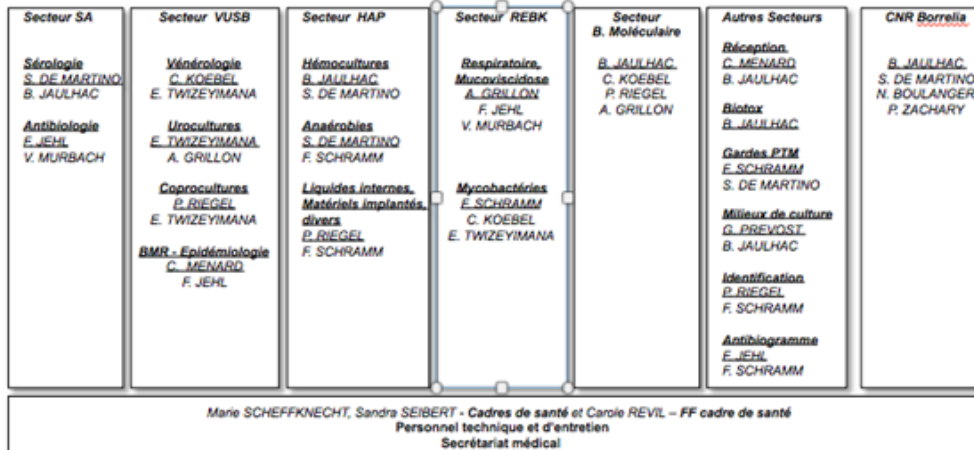 Secteur SA
Sérologie
S. DE MARTINO
B. JAULHAC
Antibiologie
F. JEHL
V. MURBACH
Secteur VUSB
Vénérologie
C. KOEBEL
E. TWIZEYIMANA
Urocultures
E. TWIZEYIMANA
A. GRILLON
Coprocultures
P. RIEGEL
E. TWIZEYIMANA
BMR - Epidémiologie
C. MENARD
F. JEHL
Secteur HAP
Hémocultures
B. JAULHAC
S. DE MARTINO
Anaérobies
S. DE MARTINO
F. SCHRAMM
Liquides internes,
Matériels implantés,
divers
P. RIEGEL
F. SCHRAMM
Secteur REBK
Respiratoire,
Mucoviscidose
A. GRILLON
F. JEHL
V. MURBACH
Mycobactéries
F. SCHRAMM
C. KOEBEL
E. TWIZEYIMANA
Secteur
B. Moléculaire
B. JAULHAC
C. KOEBEL
P. RIEGEL
A. GRILLON
Autres Secteurs
Réception
C. MENARD
B. JAULHAC
Biotox
B. JAULHAC
Gardes PTM
F. SCHRAMM
S. DE MARTINO
Milieux de culture
G. PREVOST
B. JAULHAC
Identification
P. RIEGEL
F. SCHRAMM
Antibiogramme
F. JEHL
F. SCHRAMM
CNR Borrelia
B. JAULHAC
S. DE MARTINO
N. BOULANGER
P. ZACHARY
Marie SCHEFFKNECHT, Sandra SEIBERT - Cadres de santé et Carole REVIL – FF cadre de santé
Personnel technique et d'entretien
Secrétariat médical